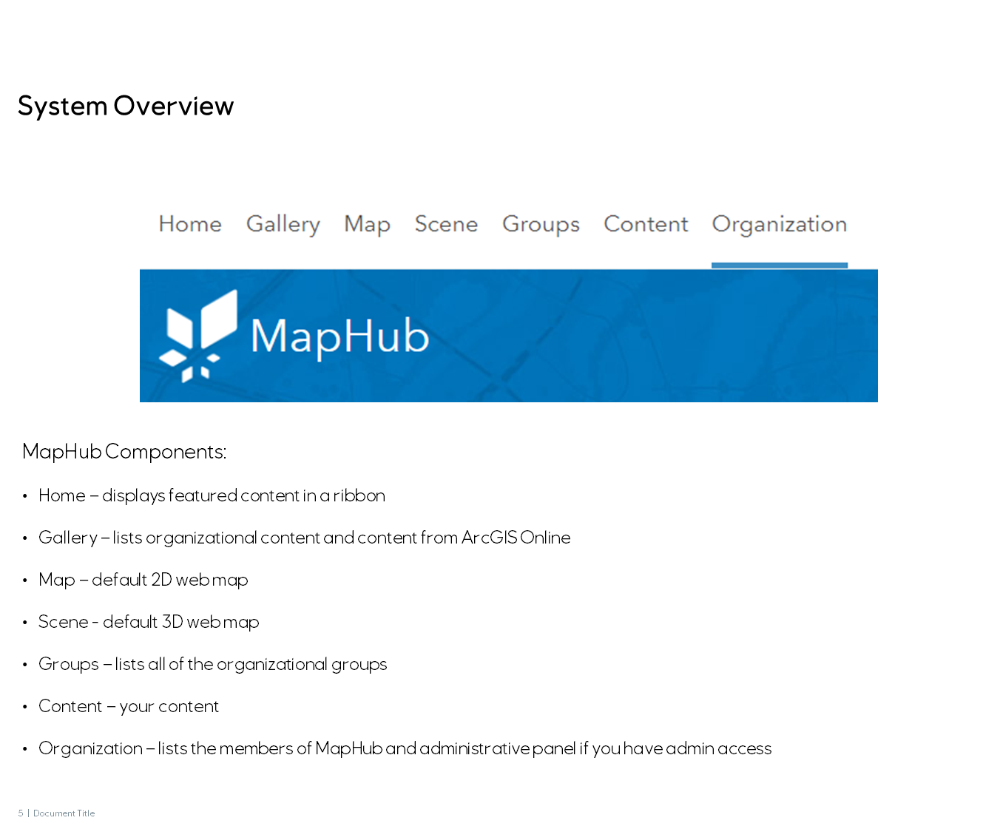 System Overview
Home Gallery Map Scene Groups Content Organization
MapHub
MapHub Components:
• Home – displays featured content in a ribbon
• Gallery – lists organizational content and content from ArcGIS Online
• Map – default 2D web map
• Scene - default 3D web map
• Groups – lists all of the organizational groups
• Content – your content
• Organization – lists the members of MapHub and administrative panel if you have admin access
5 | Document Title